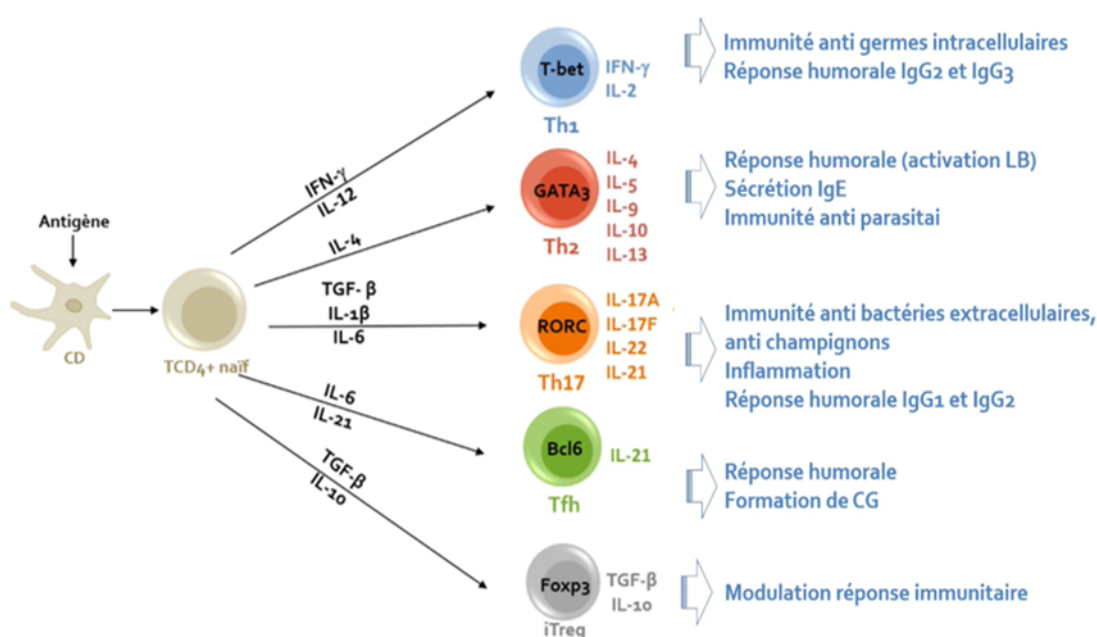 Antigène
CD
TCD4+ naïf
IFN-γ
IL-12
IL-4
TGF- β
IL-1β
IL-6
IL-6
IL-21
TGF-β
IL-10
T-bet
IFN-γ
IL-2
Th1
Immunité anti germes intracellulaires
Réponse humorale IgG2 et IgG3
GATA3
IL-4
IL-5
IL-9
IL-10
IL-13
Th2
Réponse humorale (activation LB)
Sécrétion IgE
Immunité anti parasitai
RORC
IL-17A
IL-17F
IL-22
IL-21
Th17
Immunité anti bactéries extracellulaires,
anti champignons
Inflammation
Réponse humorale IgG1 et IgG2
Bcl6
IL-21
Tfh
Réponse humorale
Formation de CG
Foxp3
TGF-β
IL-10
iTreg
Modulation réponse immunitaire